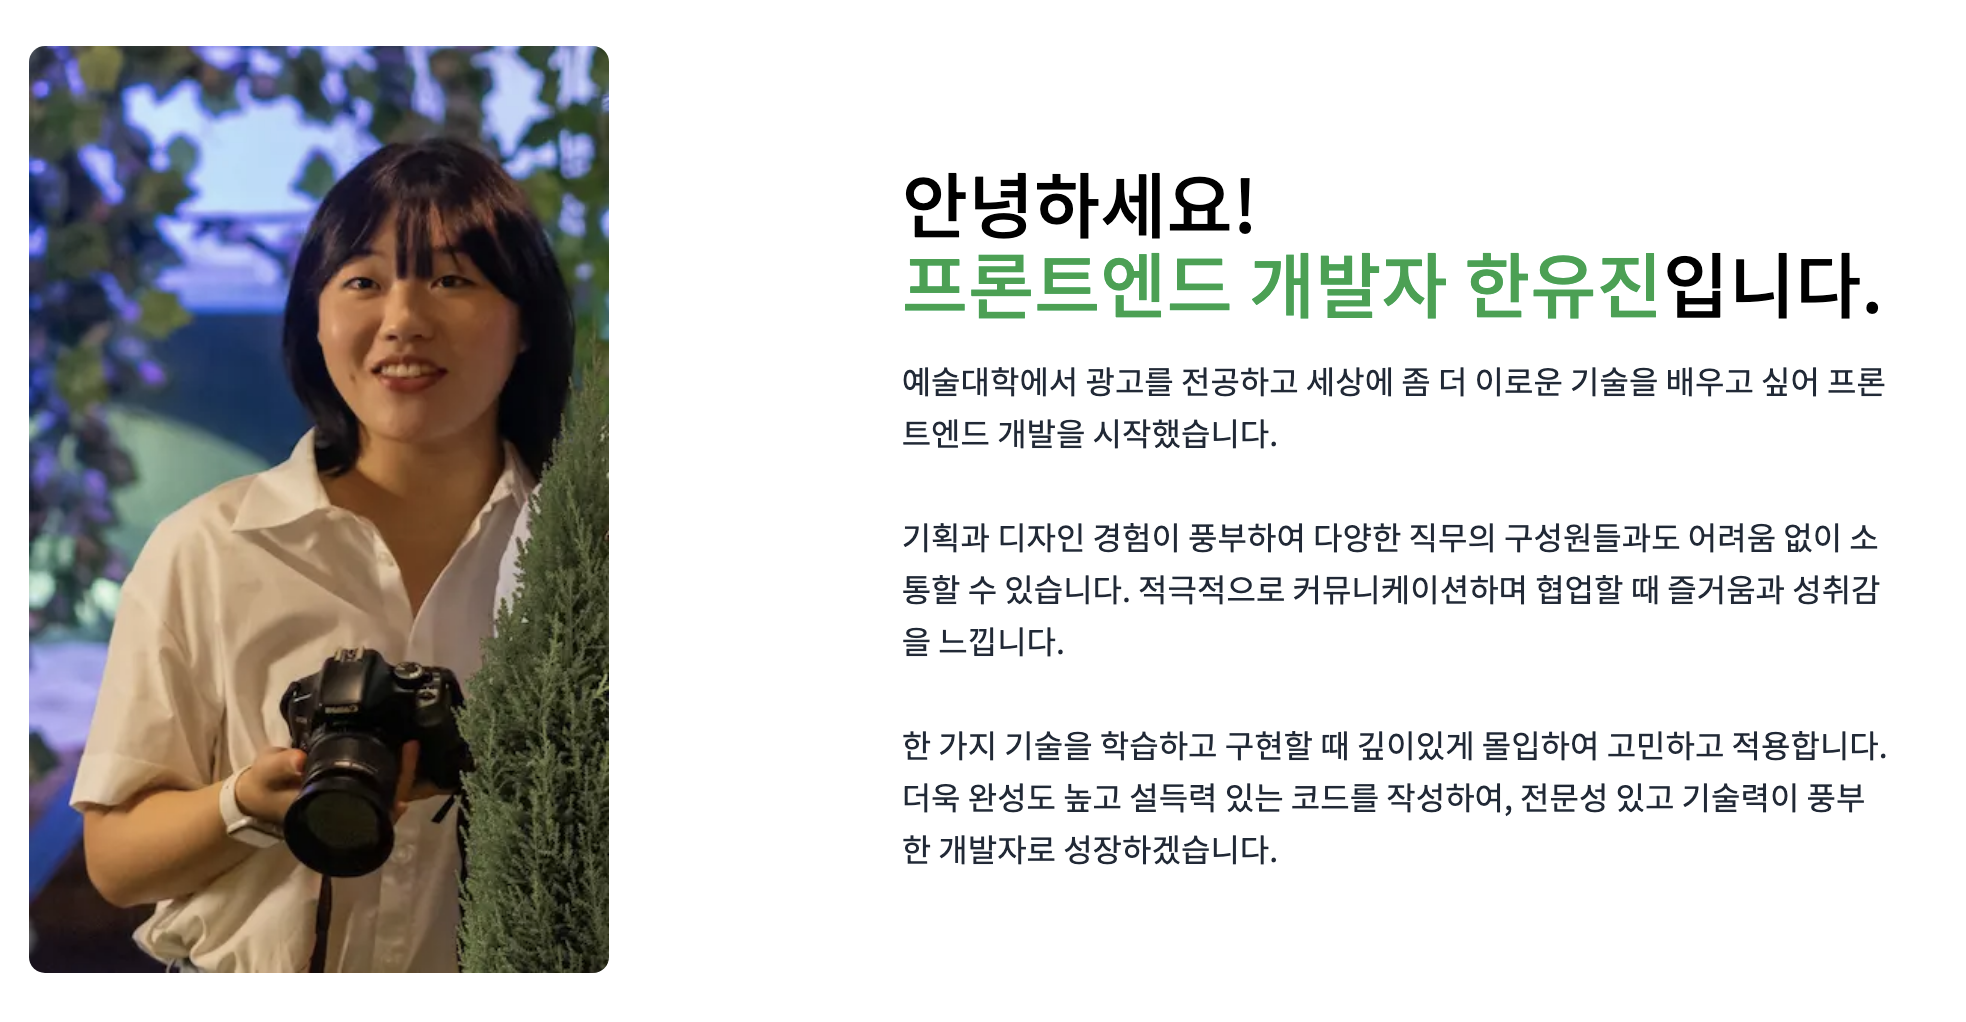 안녕하세요!
프론트엔드 개발자 한유진입니다.
예술대학에서 광고를 전공하고 세상에 좀 더 이로운 기술을 배우고 싶어 프론
트엔드 개발을 시작했습니다.
기획과 디자인 경험이 풍부하여 다양한 직무의 구성원들과도 어려움 없이 소
통할 수 있습니다. 적극적으로 커뮤니케이션하며 협업할 때 즐거움과 성취감
을 느낍니다.
한 가지 기술을 학습하고 구현할 때 깊이있게 몰입하여 고민하고 적용합니다.
더욱 완성도 높고 설득력 있는 코드를 작성하여, 전문성 있고 기술력이 풍부
한 개발자로 성장하겠습니다.